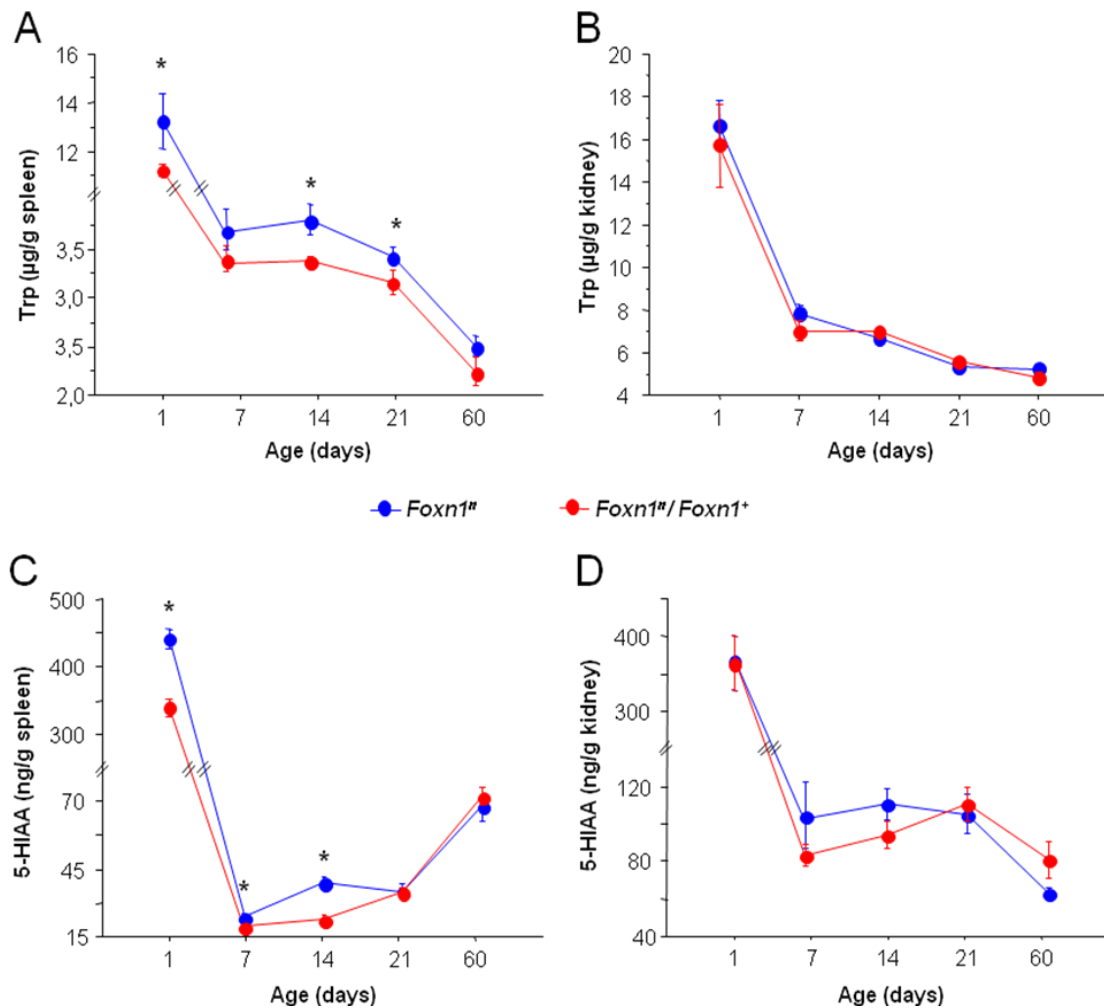 A
16
14
12
3,5
3,0
3,5
2,0
Trp (µg/g spleen)
*
*
*
1 7 14 21 60
Age (days)
B
20
18
16
14
12
10
8
6
4
Trp (µg/g kidney)
1 7 14 21 60
Age (days)
Foxn1ⁿ Foxn1ⁿ/Foxn1⁺
C
500
400
300
70
45
15
5-HIAA (ng/g spleen)
*
*
*
1 7 14 21 60
Age (days)
D
400
300
120
80
40
5-HIAA (ng/g kidney)
1 7 14 21 60
Age (days)